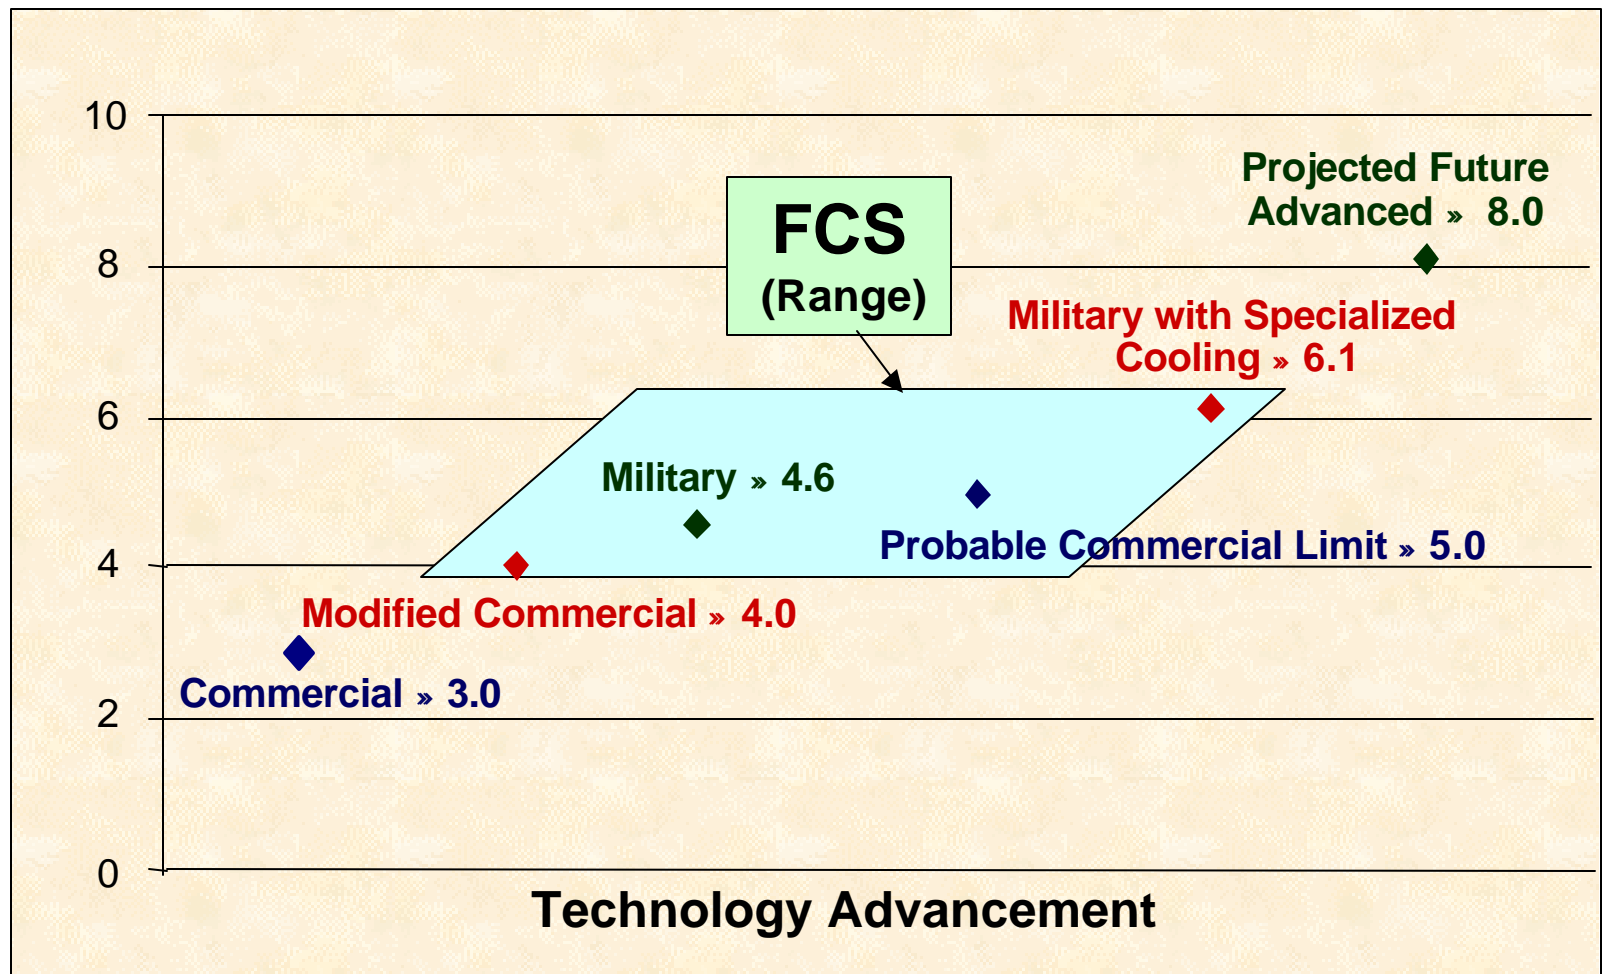 10
8
6
4
2
0
FCS
(Range)
Projected Future
Advanced » 8.0
Military with Specialized
Cooling » 6.1
Military » 4.6
Probable Commercial Limit » 5.0
Modified Commercial » 4.0
Commercial » 3.0
Technology Advancement